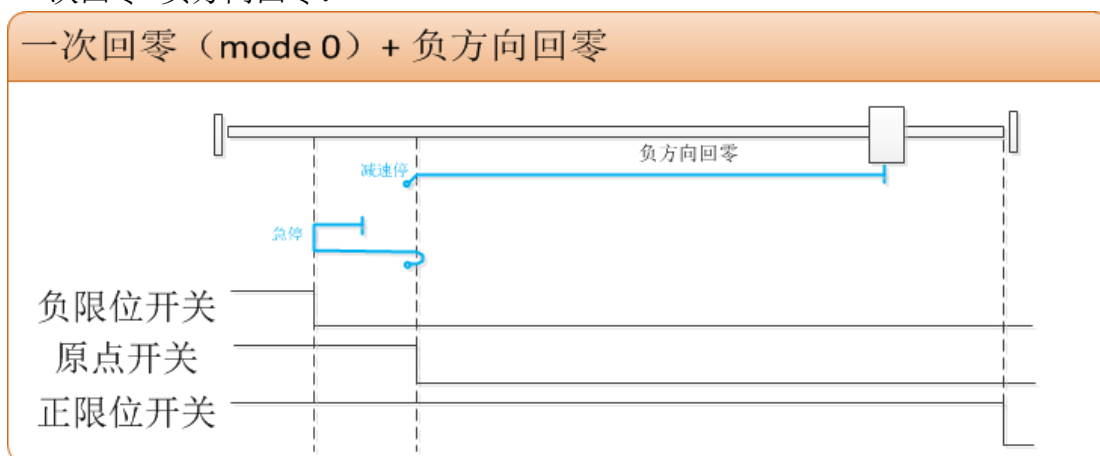 一次回零（mode 0）+ 负方向回零
负方向回零
减速停
急停
负限位开关
原点开关
正限位开关